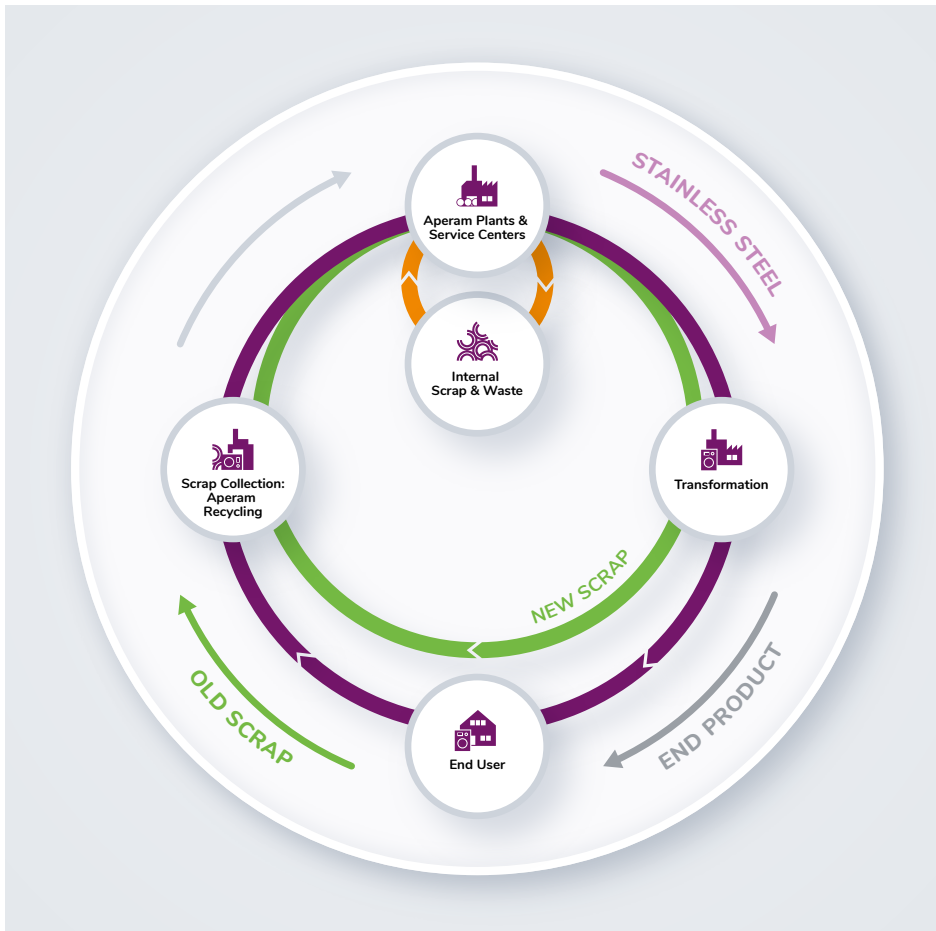 STAINLESS STEEL
Aperam Plants &
Service Centers
Internal
Scrap & Waste
Scrap Collection:
Aperam
Recycling
Transformation
NEW SCRAP
OLD SCRAP
END PRODUCT
End User